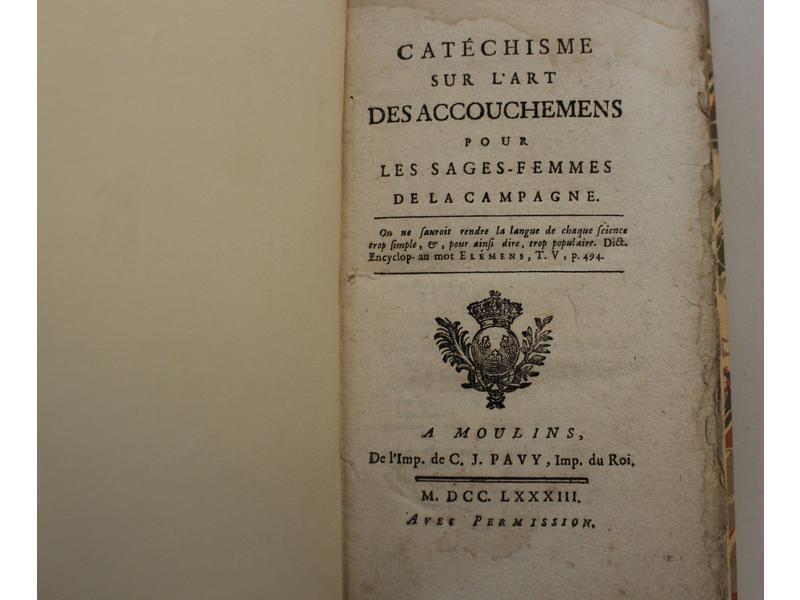 CATÉCHISME
SUR L'ART
DES ACCOUCHEMENS
POUR
LES SAGES-FEMMES
DE LA CAMPAGNE.
On ne ſauroit rendre la langue de chaque ſcience
trop ſimple, &, pour ainſi dire, trop populaire. Dict.
Encyclop. au mot ELÉMENS, T. V, p. 494.
A MOULINS,
De l'Imp. de C. J. PAVY, Imp. du Roi.
M. DCC. LXXXIII.
AVEC PERMISSION.